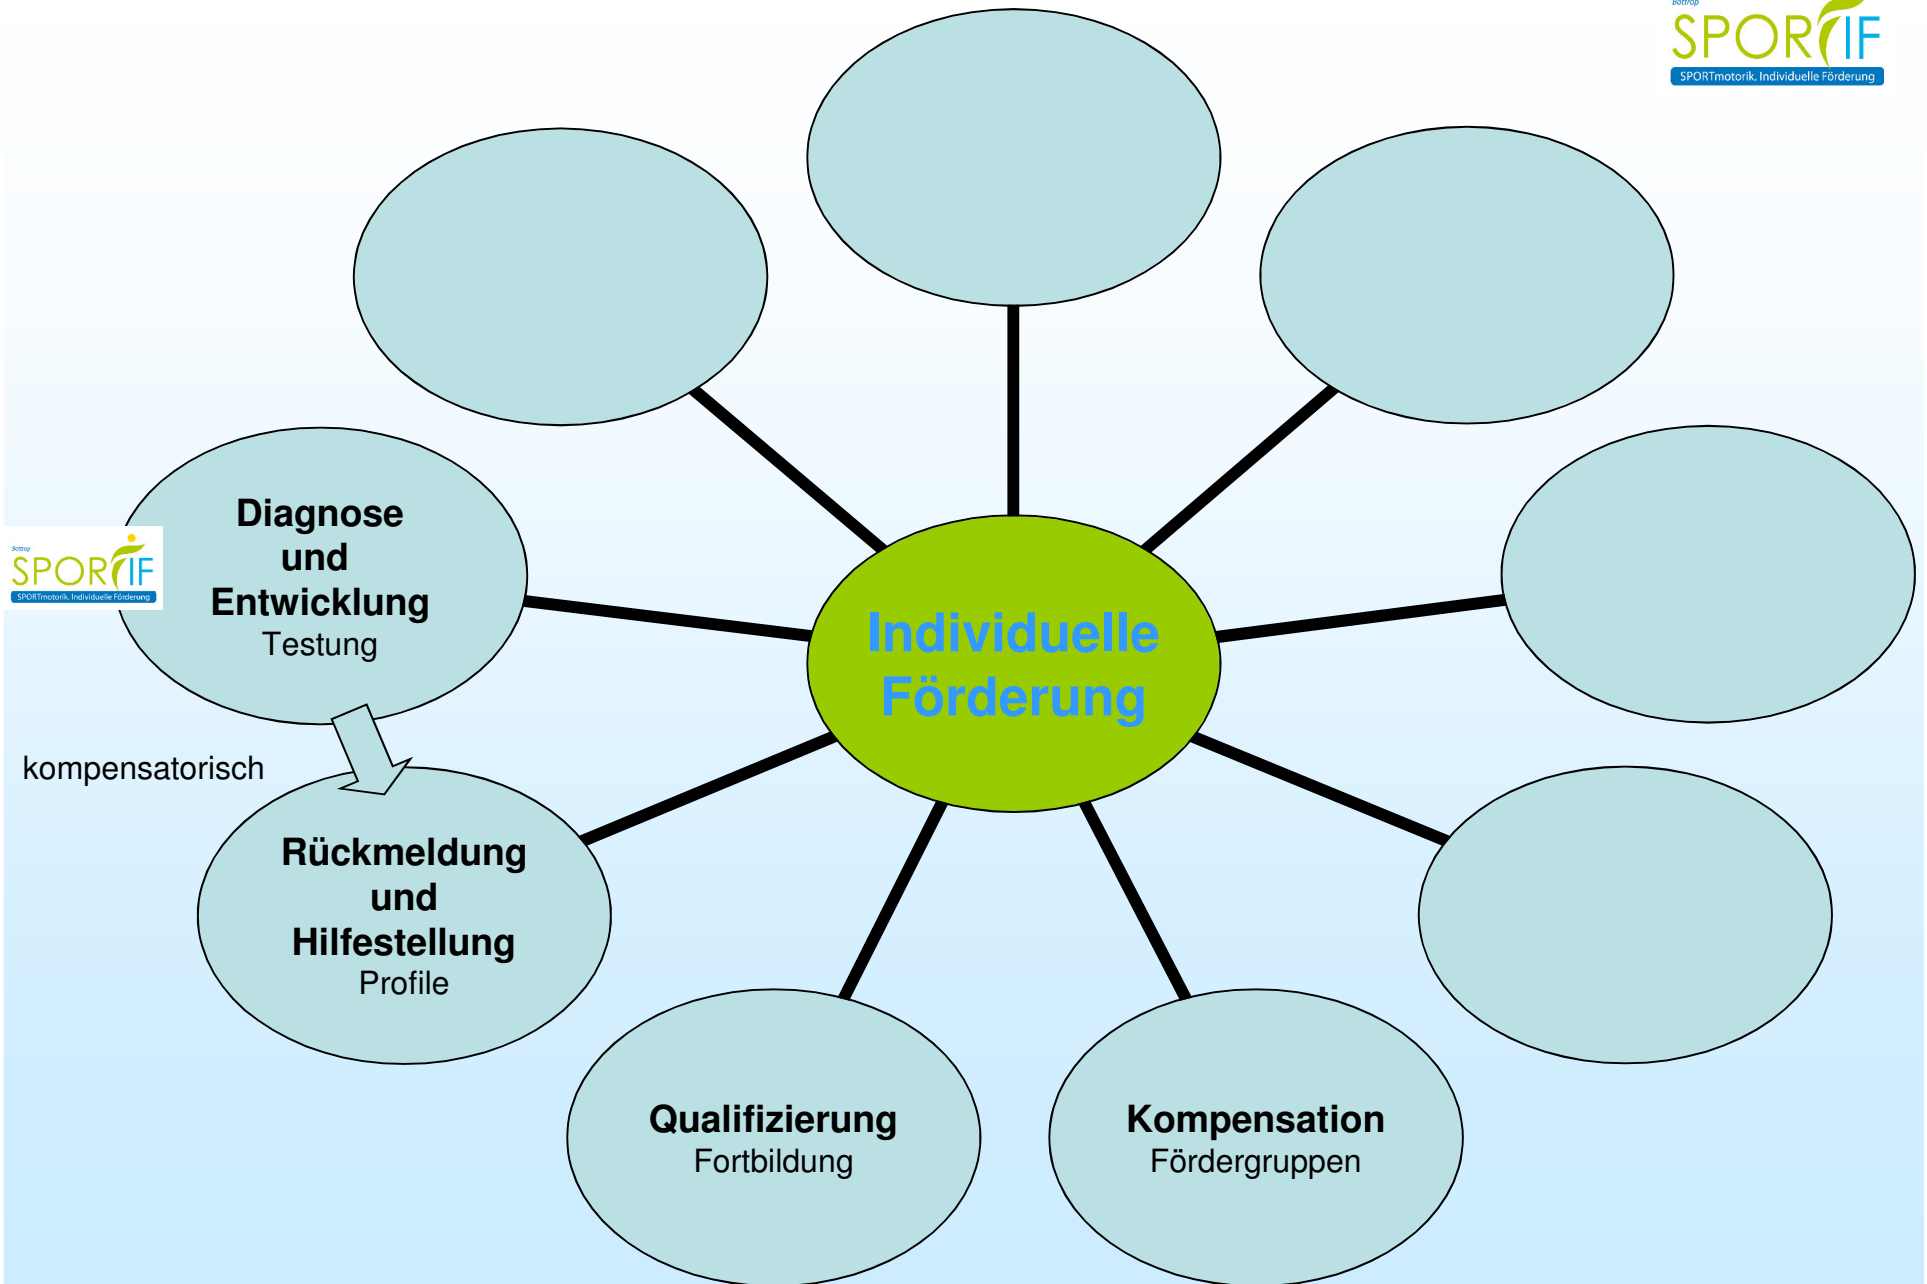 Bottrop
SPORTIF
SPORTmotorik. Individuelle Förderung
Diagnose
und
Entwicklung
Testung
Bottrop
SPORTIF
SPORTmotorik. Individuelle Förderung
Individuelle
Förderung
kompensatorisch
Rückmeldung
und
Hilfestellung
Profile
Qualifizierung
Fortbildung
Kompensation
Fördergruppen